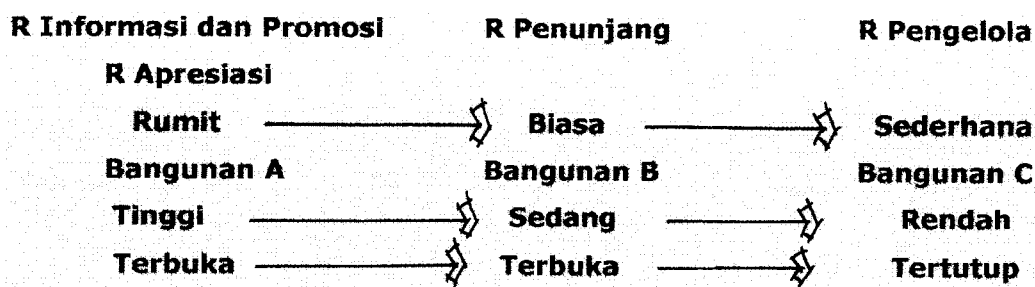 R Informasi dan Promosi R Penunjang R Pengelola
R Apresiasi
Rumit Biasa Sederhana
Bangunan A Bangunan B Bangunan C
Tinggi Sedang Rendah
Terbuka Terbuka Tertutup